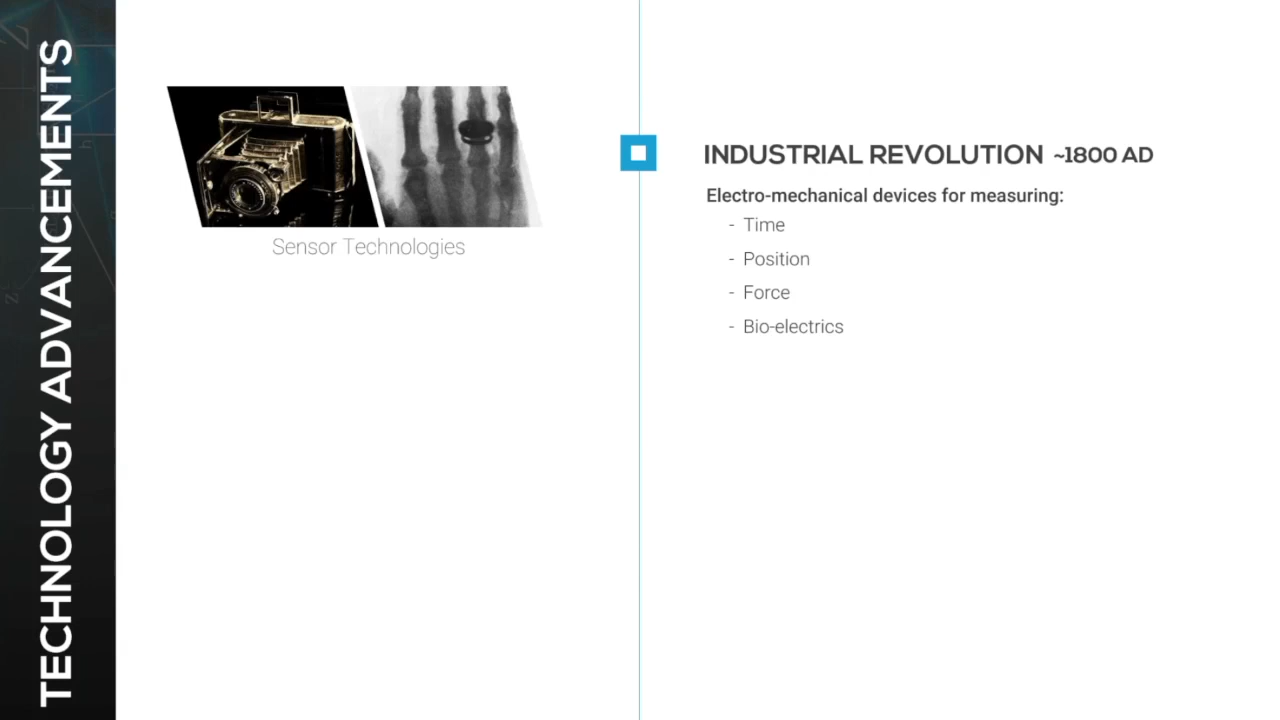 TECHNOLOGY ADVANCEMENTS
Sensor Technologies
INDUSTRIAL REVOLUTION ~1800 AD
Electro-mechanical devices for measuring:
- Time
- Position
- Force
- Bio-electrics